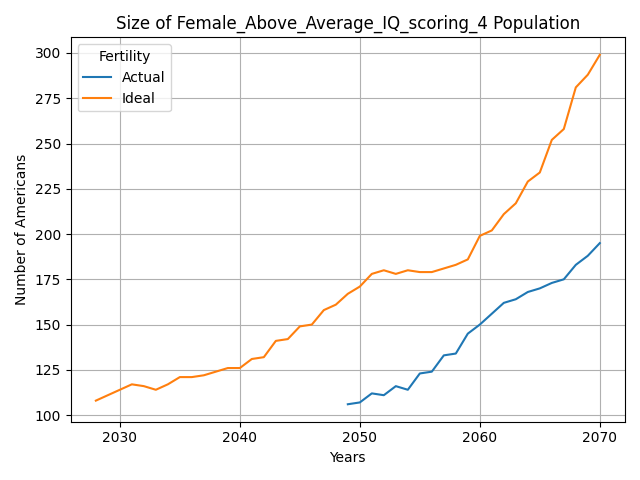 Size of Female_Above_Average_IQ_scoring_4 Population
Fertility
Actual
Ideal
300
275
250
225
200
175
150
125
100
Number of Americans
2030 2040 2050 2060 2070
Years